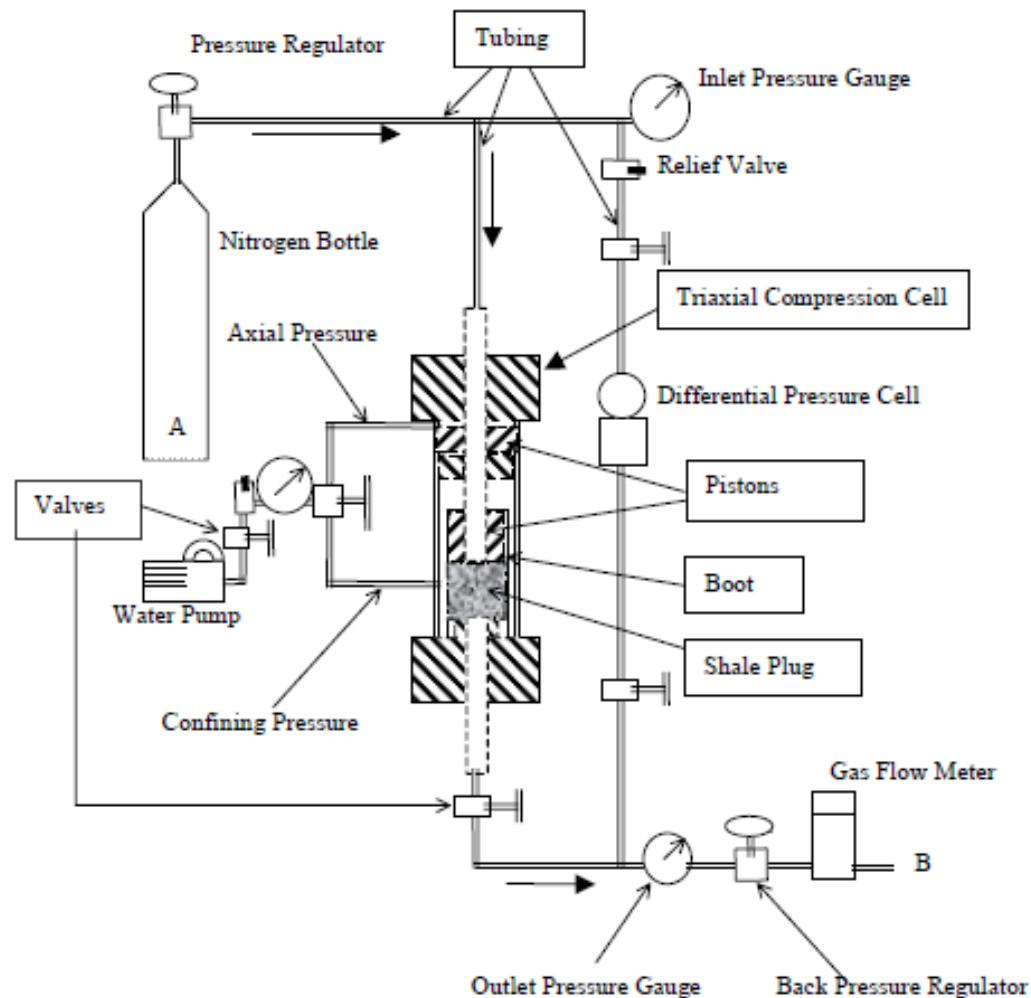 Tubing
Pressure Regulator
Inlet Pressure Gauge
Relief Valve
Nitrogen Bottle
Triaxial Compression Cell
Axial Pressure
Differential Pressure Cell
A
Pistons
Valves
Boot
Water Pump
Shale Plug
Confining Pressure
Gas Flow Meter
B
Outlet Pressure Gauge
Back Pressure Regulator